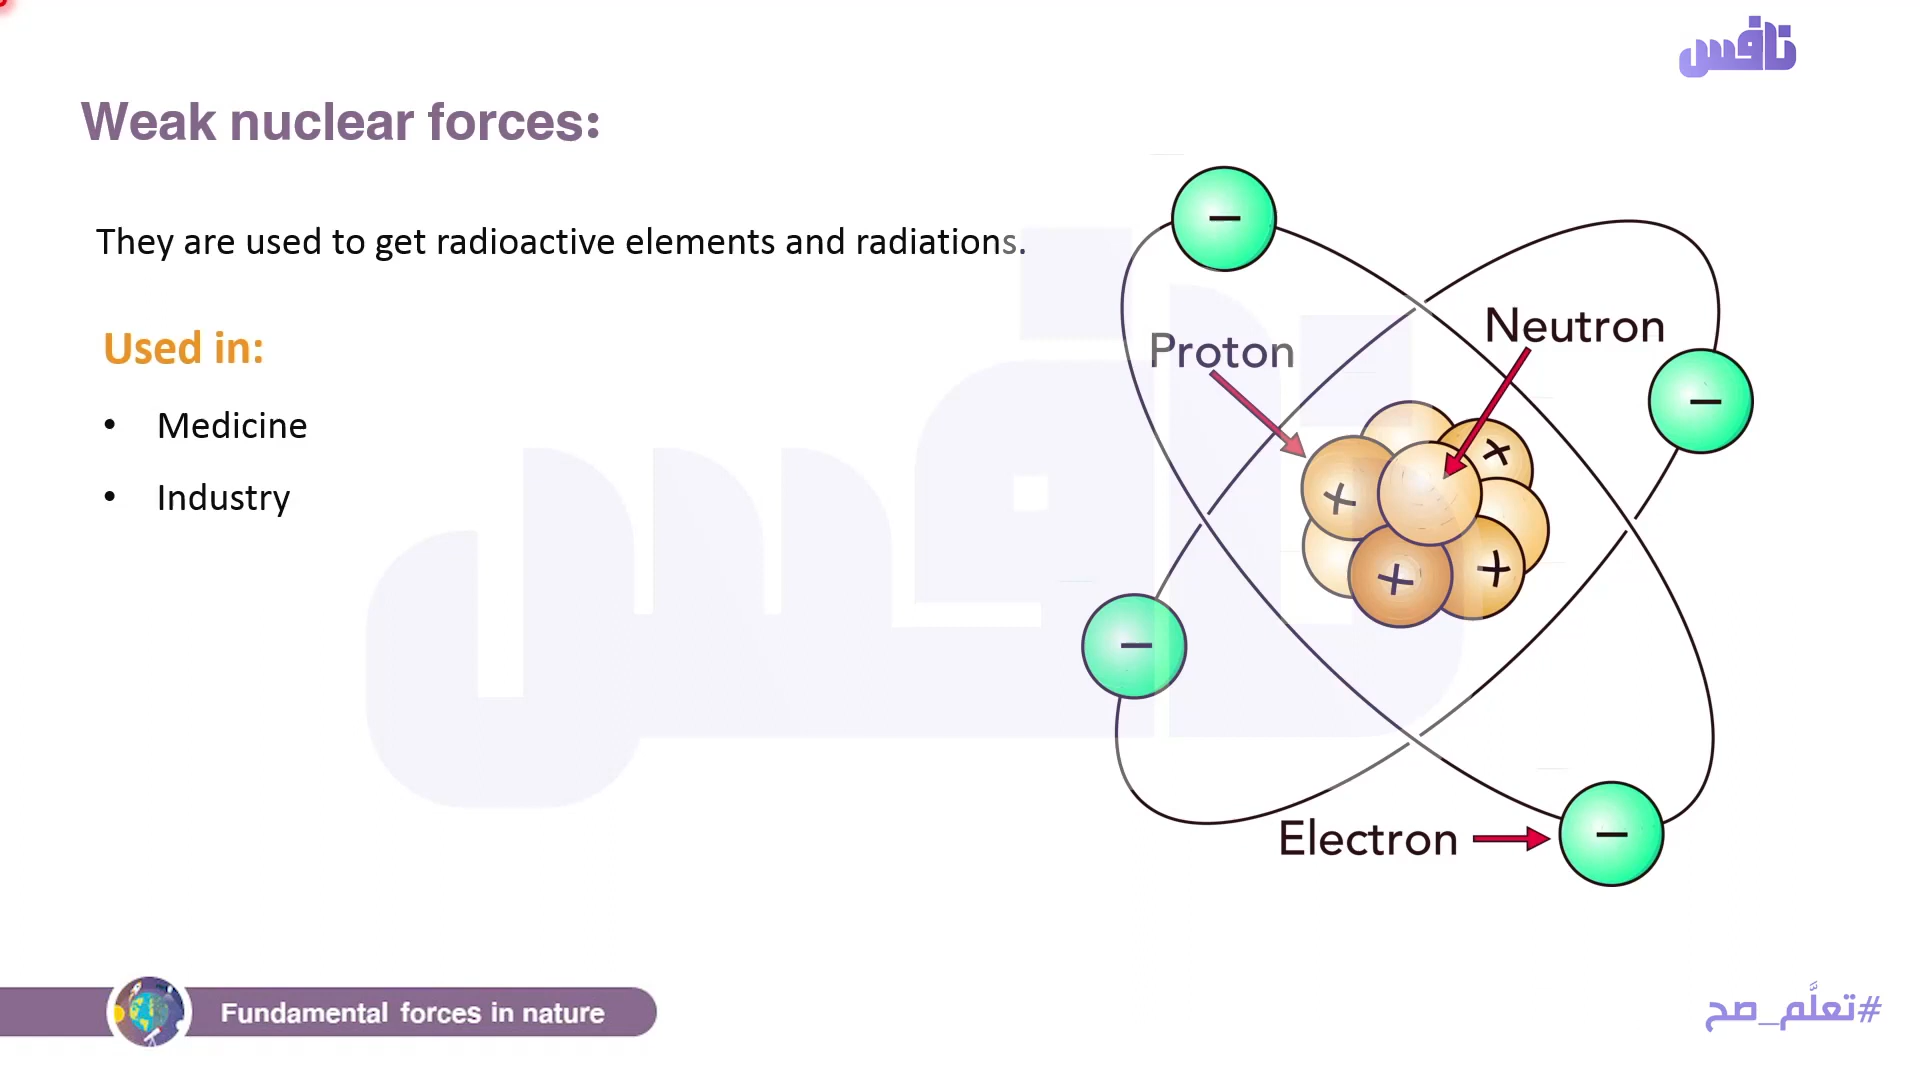 نافس
Weak nuclear forces:
They are used to get radioactive elements and radiations.
Used in:
• Medicine
• Industry
Proton
Neutron
Electron
Fundamental forces in nature
#تعلَّم_صح